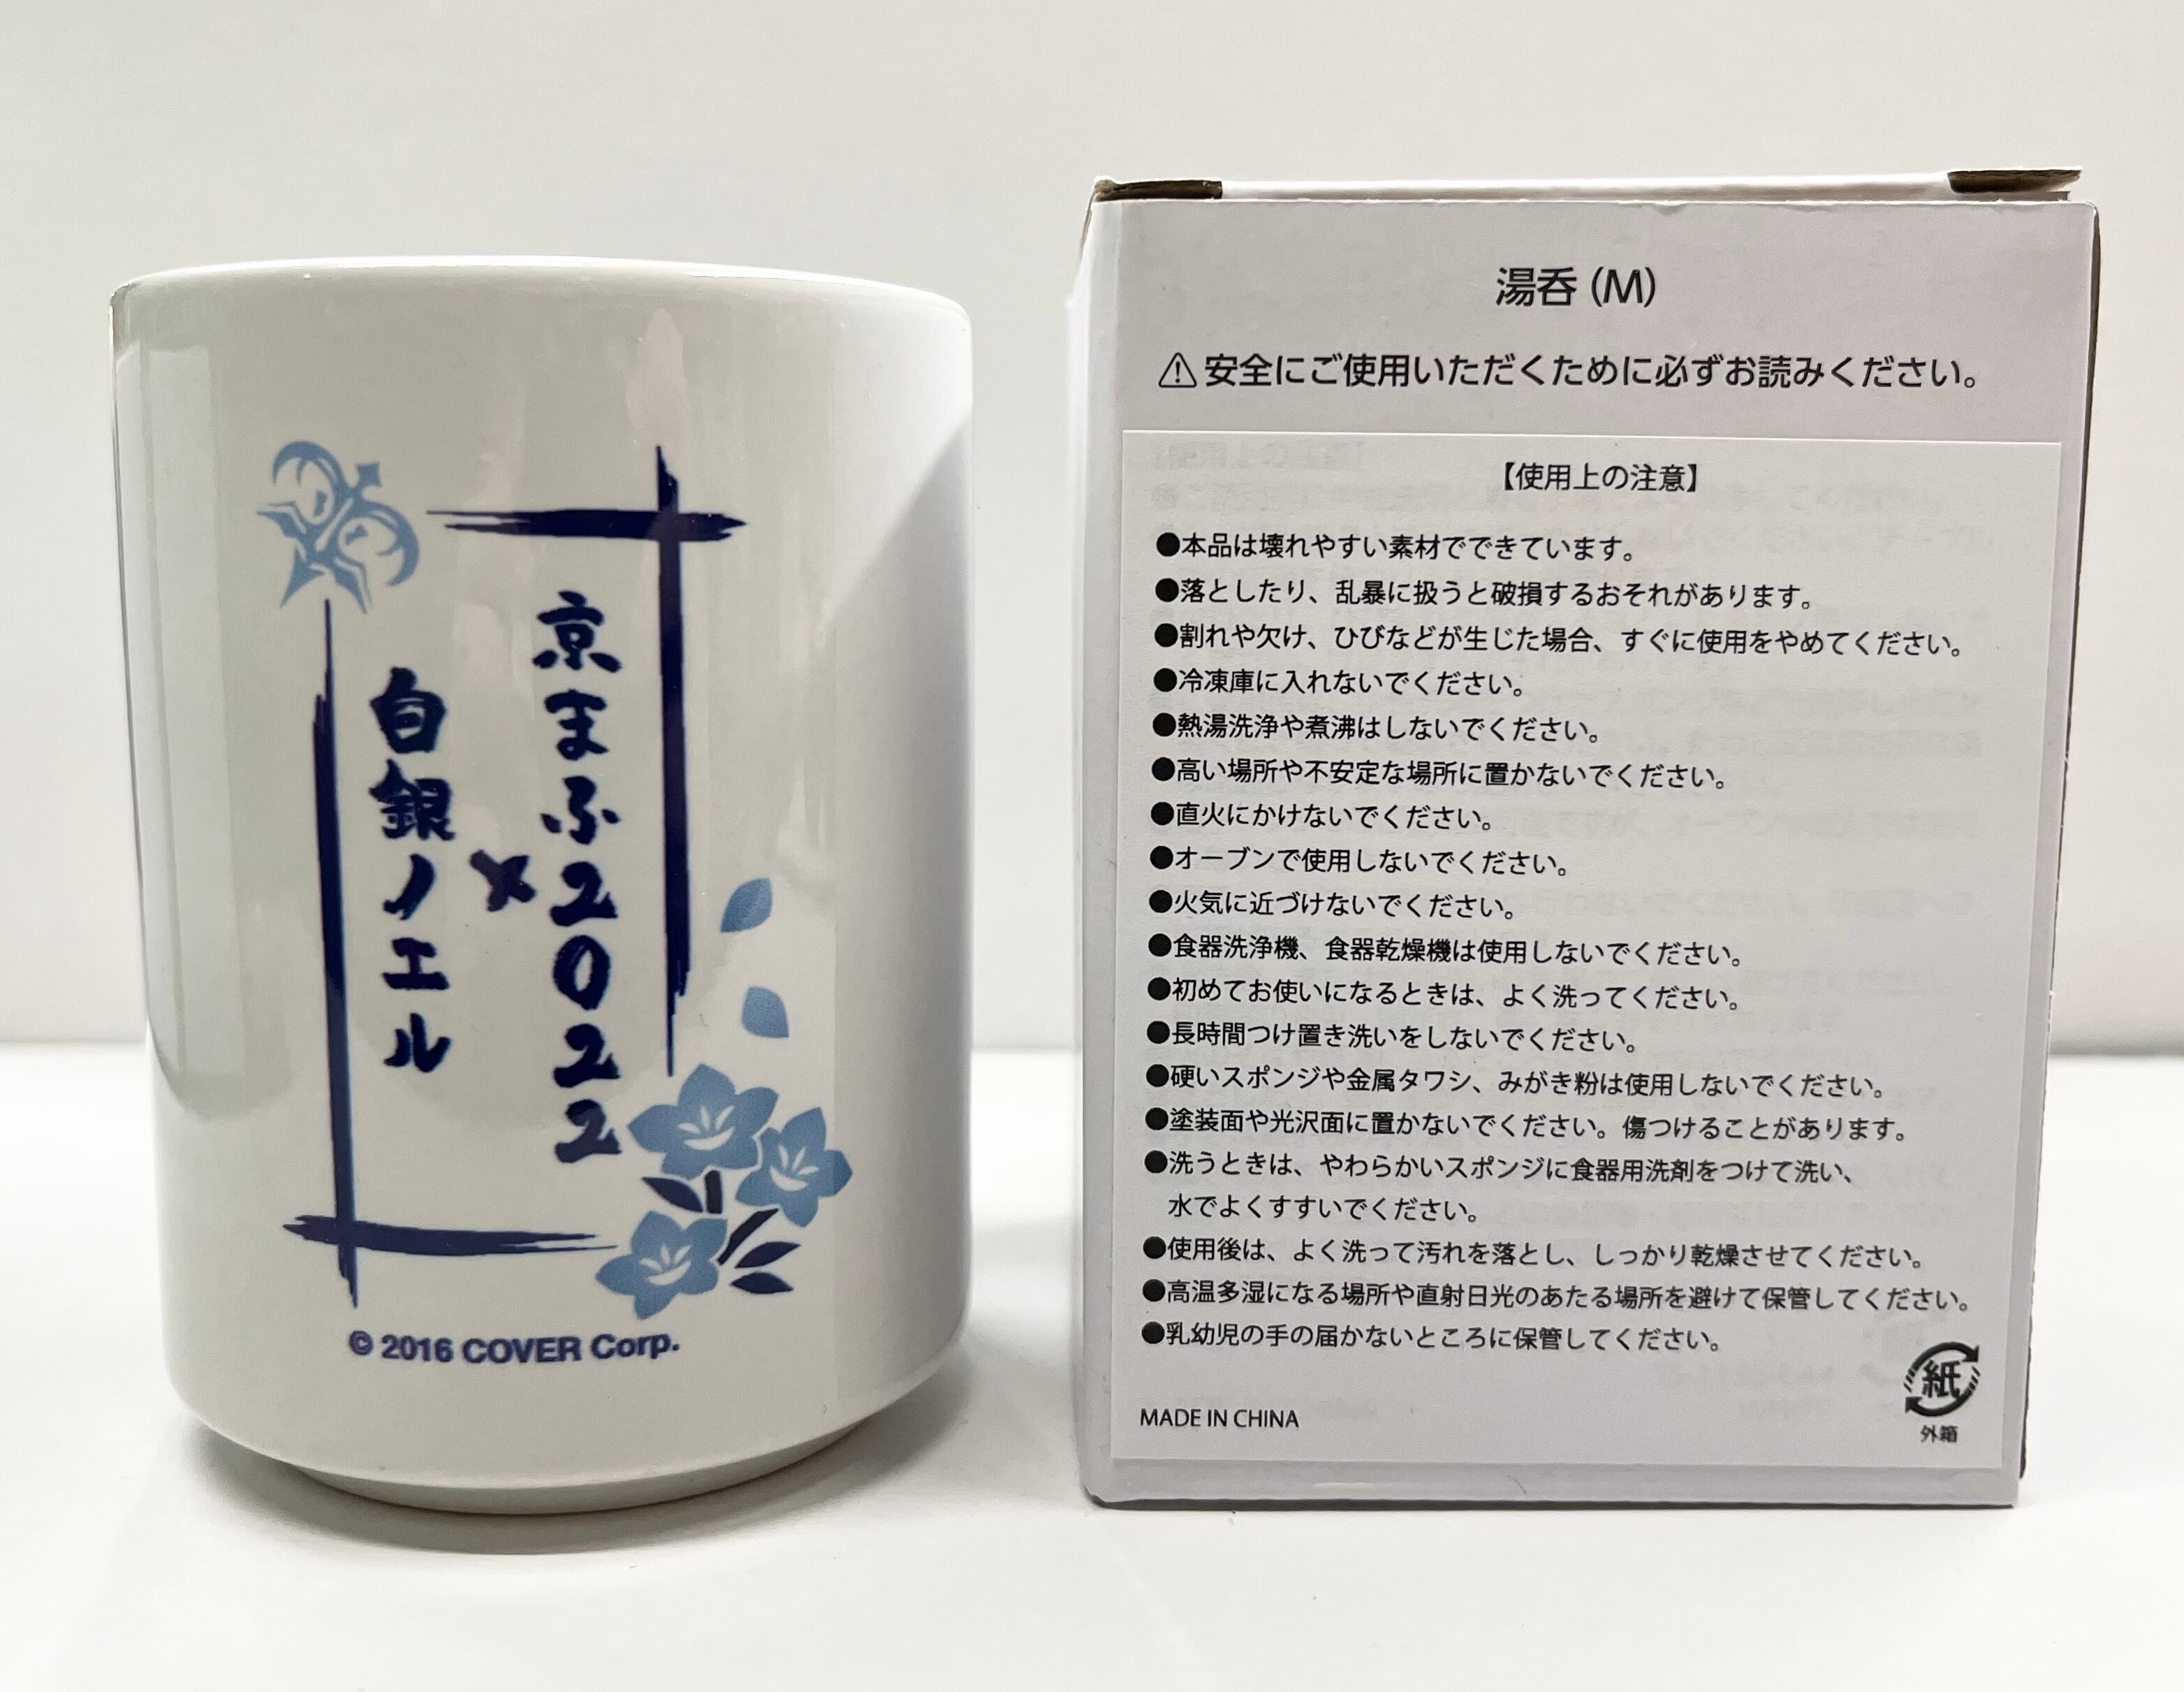 京まふ2022
×
白銀ノエル
© 2016 COVER Corp.
湯呑 (M)
⚠安全にご使用いただくために必ずお読みください。
【使用上の注意】
●本品は壊れやすい素材でできています。
●落としたり、乱暴に扱うと破損するおそれがあります。
●割れや欠け、ひびなどが生じた場合、すぐに使用をやめてください。
●冷凍庫に入れないでください。
●熱湯洗浄や煮沸はしないでください。
●高い場所や不安定な場所に置かないでください。
●直火にかけないでください。
●オーブンで使用しないでください。
●火気に近づけないでください。
●食器洗浄機、食器乾燥機は使用しないでください。
●初めてお使いになるときは、よく洗ってください。
●長時間つけ置き洗いをしないでください。
●硬いスポンジや金属タワシ、みがき粉は使用しないでください。
●塗装面や光沢面に置かないでください。傷つけることがあります。
●洗うときは、やわらかいスポンジに食器用洗剤をつけて洗い、
水でよくすすいでください。
●使用後は、よく洗って汚れを落とし、しっかり乾燥させてください。
●高温多湿になる場所や直射日光のあたる場所を避けて保管してください。
●乳幼児の手の届かないところに保管してください。
MADE IN CHINA
紙
外箱